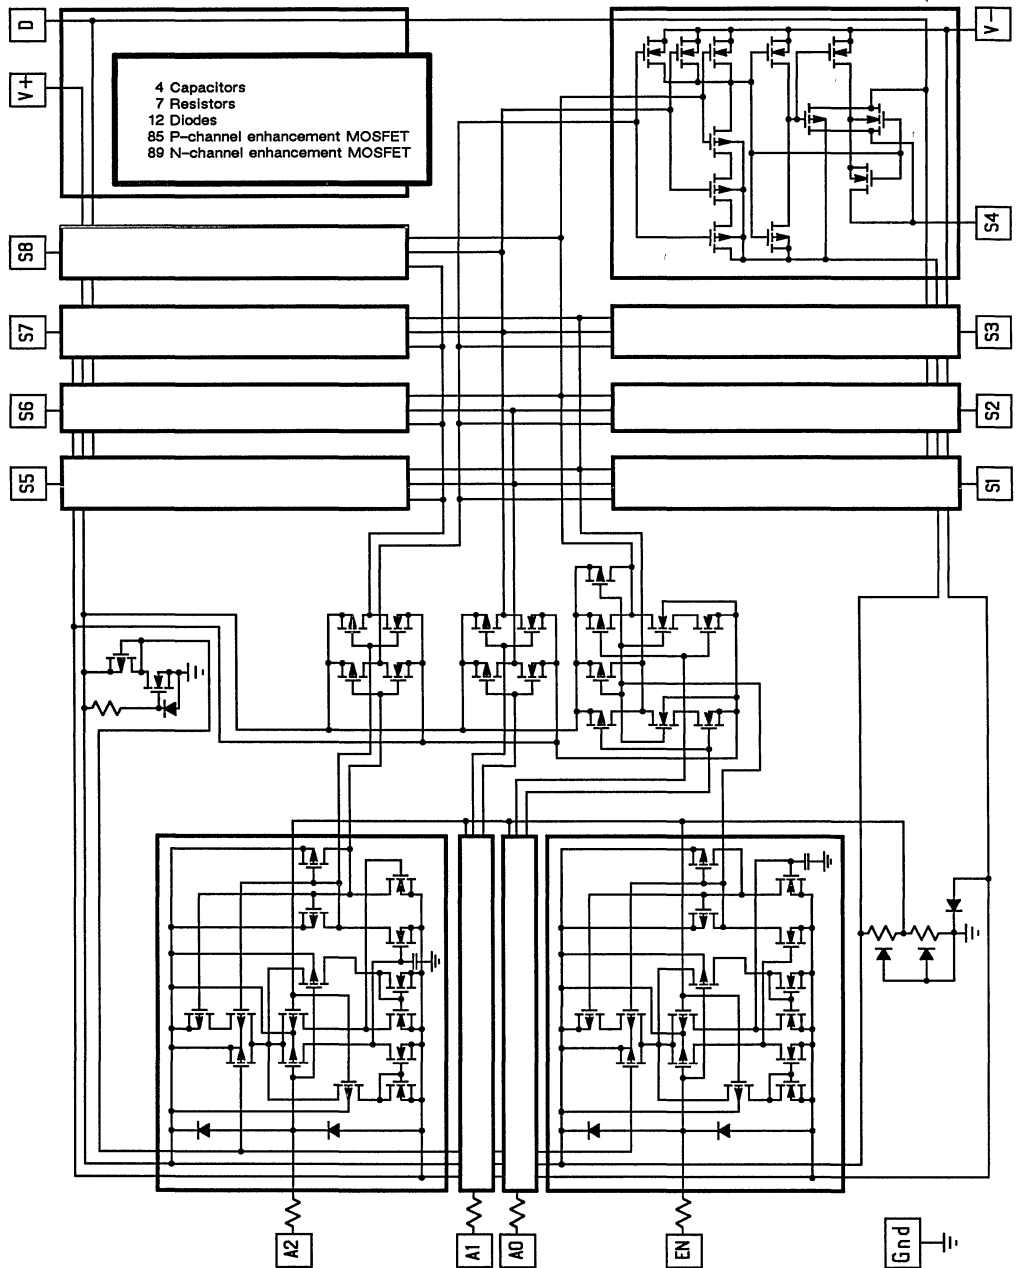 D
V-
V+
4 Capacitors
7 Resistors
12 Diodes
85 P-channel enhancement MOSFET
89 N-channel enhancement MOSFET
S4
S8
S7
S3
S6
S2
S5
S1
A2
A1
A0
EN
Gnd